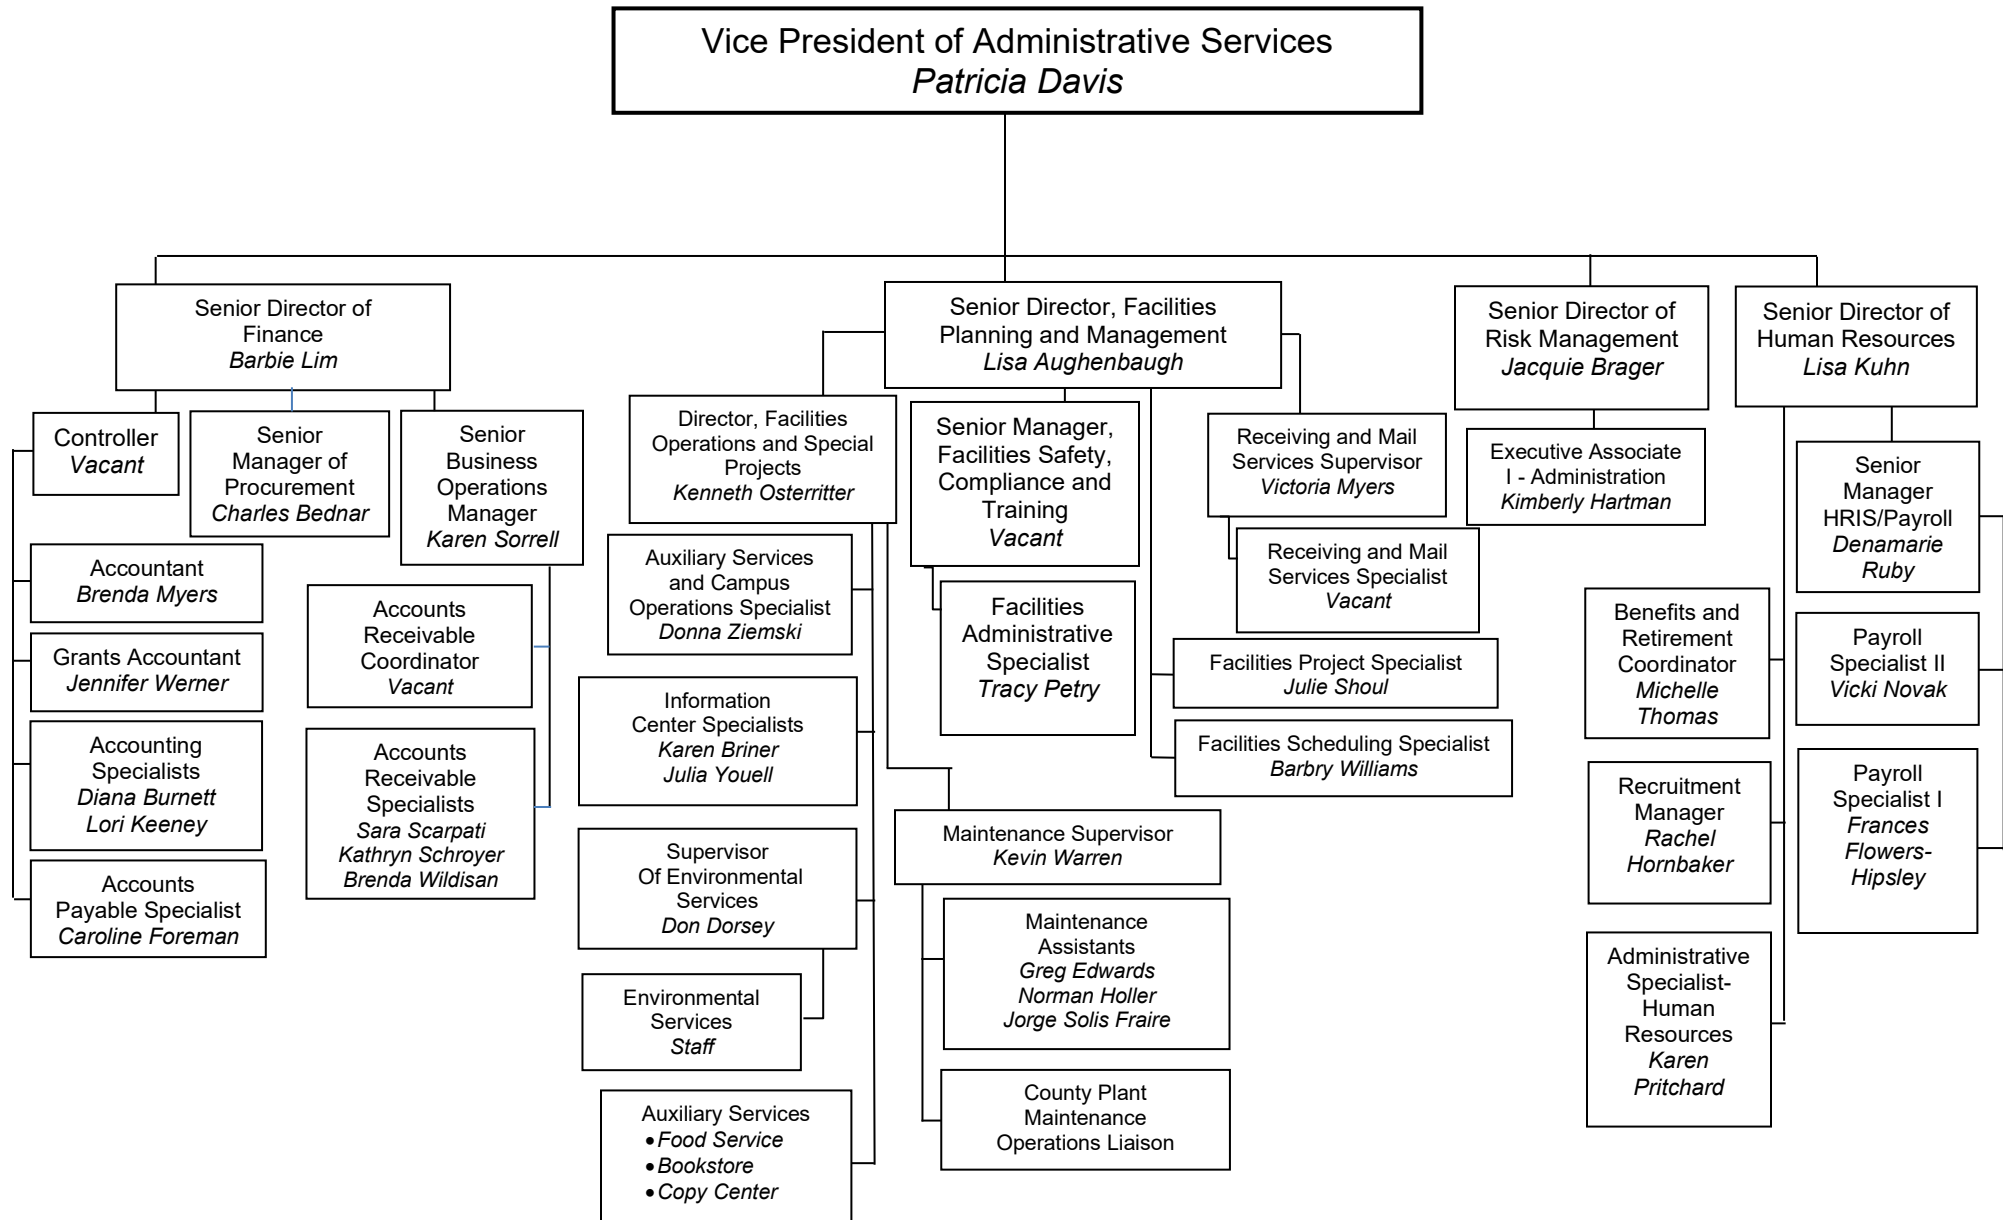 Vice President of Administrative Services
Patricia Davis
Senior Director of
Finance
Barbie Lim
Controller
Vacant
Accountant
Brenda Myers
Grants Accountant
Jennifer Werner
Accounting
Specialists
Diana Burnett
Lori Keeney
Accounts
Payable Specialist
Caroline Foreman
Senior
Manager of
Procurement
Charles Bednar
Senior
Business
Operations
Manager
Karen Sorrell
Accounts
Receivable
Coordinator
Vacant
Accounts
Receivable
Specialists
Sara Scarpati
Kathryn Schroyer
Brenda Wildisan
Senior Director, Facilities
Planning and Management
Lisa Aughenbaugh
Director, Facilities
Operations and Special
Projects
Kenneth Osterritter
Auxiliary Services
and Campus
Operations Specialist
Donna Ziemski
Information
Center Specialists
Karen Briner
Julia Youell
Supervisor
Of Environmental
Services
Don Dorsey
Environmental
Services
Staff
Auxiliary Services
•Food Service
•Bookstore
•Copy Center
Maintenance Supervisor
Kevin Warren
Maintenance
Assistants
Greg Edwards
Norman Holler
Jorge Solis Fraire
County Plant
Maintenance
Operations Liaison
Senior Manager,
Facilities Safety,
Compliance and
Training
Vacant
Facilities
Administrative
Specialist
Tracy Petry
Receiving and Mail
Services Supervisor
Victoria Myers
Receiving and Mail
Services Specialist
Vacant
Facilities Project Specialist
Julie Shoul
Facilities Scheduling Specialist
Barbry Williams
Senior Director of
Risk Management
Jacquie Brager
Executive Associate
I - Administration
Kimberly Hartman
Senior Director of
Human Resources
Lisa Kuhn
Benefits and
Retirement
Coordinator
Michelle
Thomas
Recruitment
Manager
Rachel
Hornbaker
Administrative
Specialist-
Human
Resources
Karen
Pritchard
Senior
Manager
HRIS/Payroll
Denamarie
Ruby
Payroll
Specialist II
Vicki Novak
Payroll
Specialist I
Frances
Flowers-
Hipsley